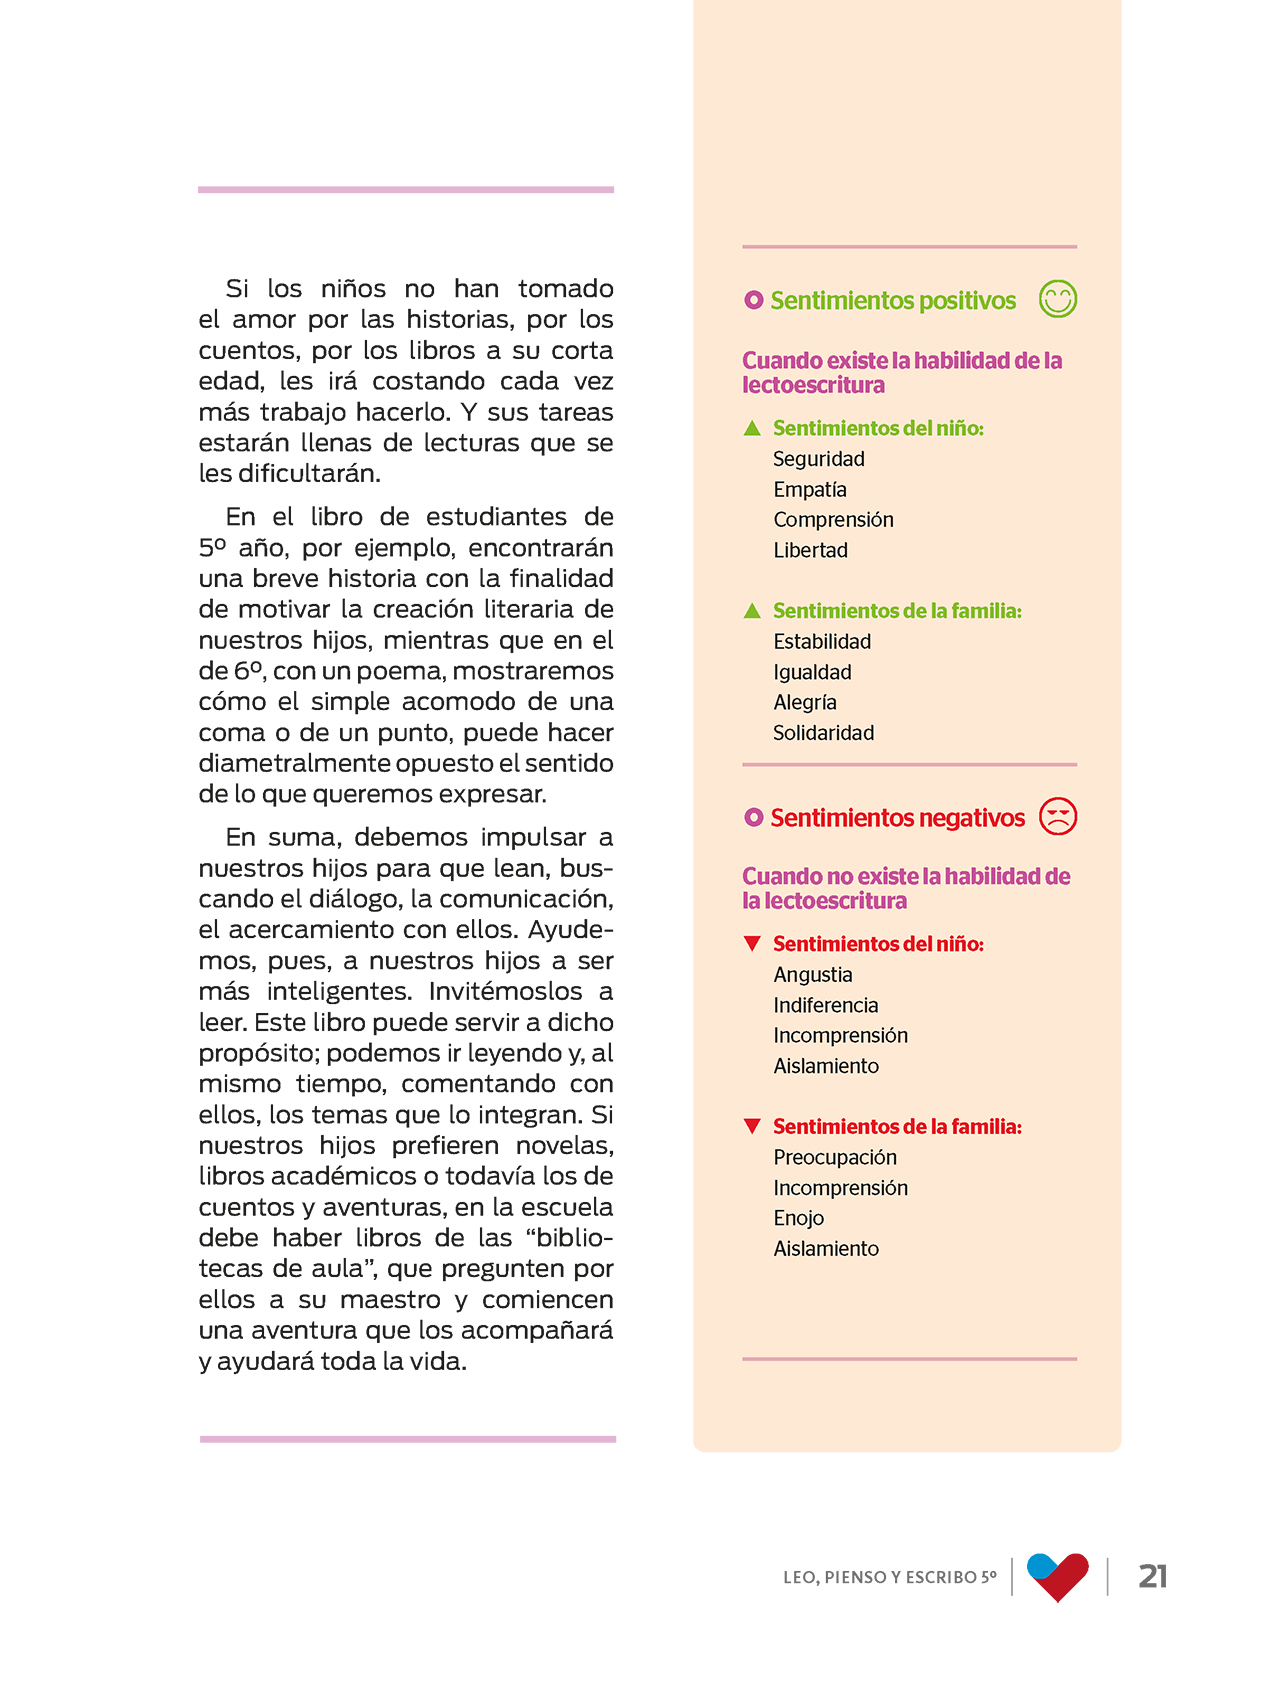 Si los niños no han tomado
el amor por las historias, por los
cuentos, por los libros a su corta
edad, les irá costando cada vez
más trabajo hacerlo. Y sus tareas
estarán llenas de lecturas que se
les dificultarán.
En el libro de estudiantes de
5º año, por ejemplo, encontrarán
una breve historia con la finalidad
de motivar la creación literaria de
nuestros hijos, mientras que en el
de 6º, con un poema, mostraremos
cómo el simple acomodo de una
coma o de un punto, puede hacer
diametralmente opuesto el sentido
de lo que queremos expresar.
En suma, debemos impulsar a
nuestros hijos para que lean, bus-
cando el diálogo, la comunicación,
el acercamiento con ellos. Ayude-
mos, pues, a nuestros hijos a ser
más inteligentes. Invitémoslos a
leer. Este libro puede servir a dicho
propósito; podemos ir leyendo y, al
mismo tiempo, comentando con
ellos, los temas que lo integran. Si
nuestros hijos prefieren novelas,
libros académicos o todavía los de
cuentos y aventuras, en la escuela
debe haber libros de las “biblio-
tecas de aula”, que pregunten por
ellos a su maestro y comiencen
una aventura que los acompañará
y ayudará toda la vida.
Sentimientos positivos
Cuando existe la habilidad de la
lectoescritura
Sentimientos del niño:
Seguridad
Empatía
Comprensión
Libertad
Sentimientos de la familia:
Estabilidad
Igualdad
Alegría
Solidaridad
Sentimientos negativos
Cuando no existe la habilidad de
la lectoescritura
Sentimientos del niño:
Angustia
Indiferencia
Incomprensión
Aislamiento
Sentimientos de la familia:
Preocupación
Incomprensión
Enojo
Aislamiento
LEO, PIENSO Y ESCRIBO 5º
21